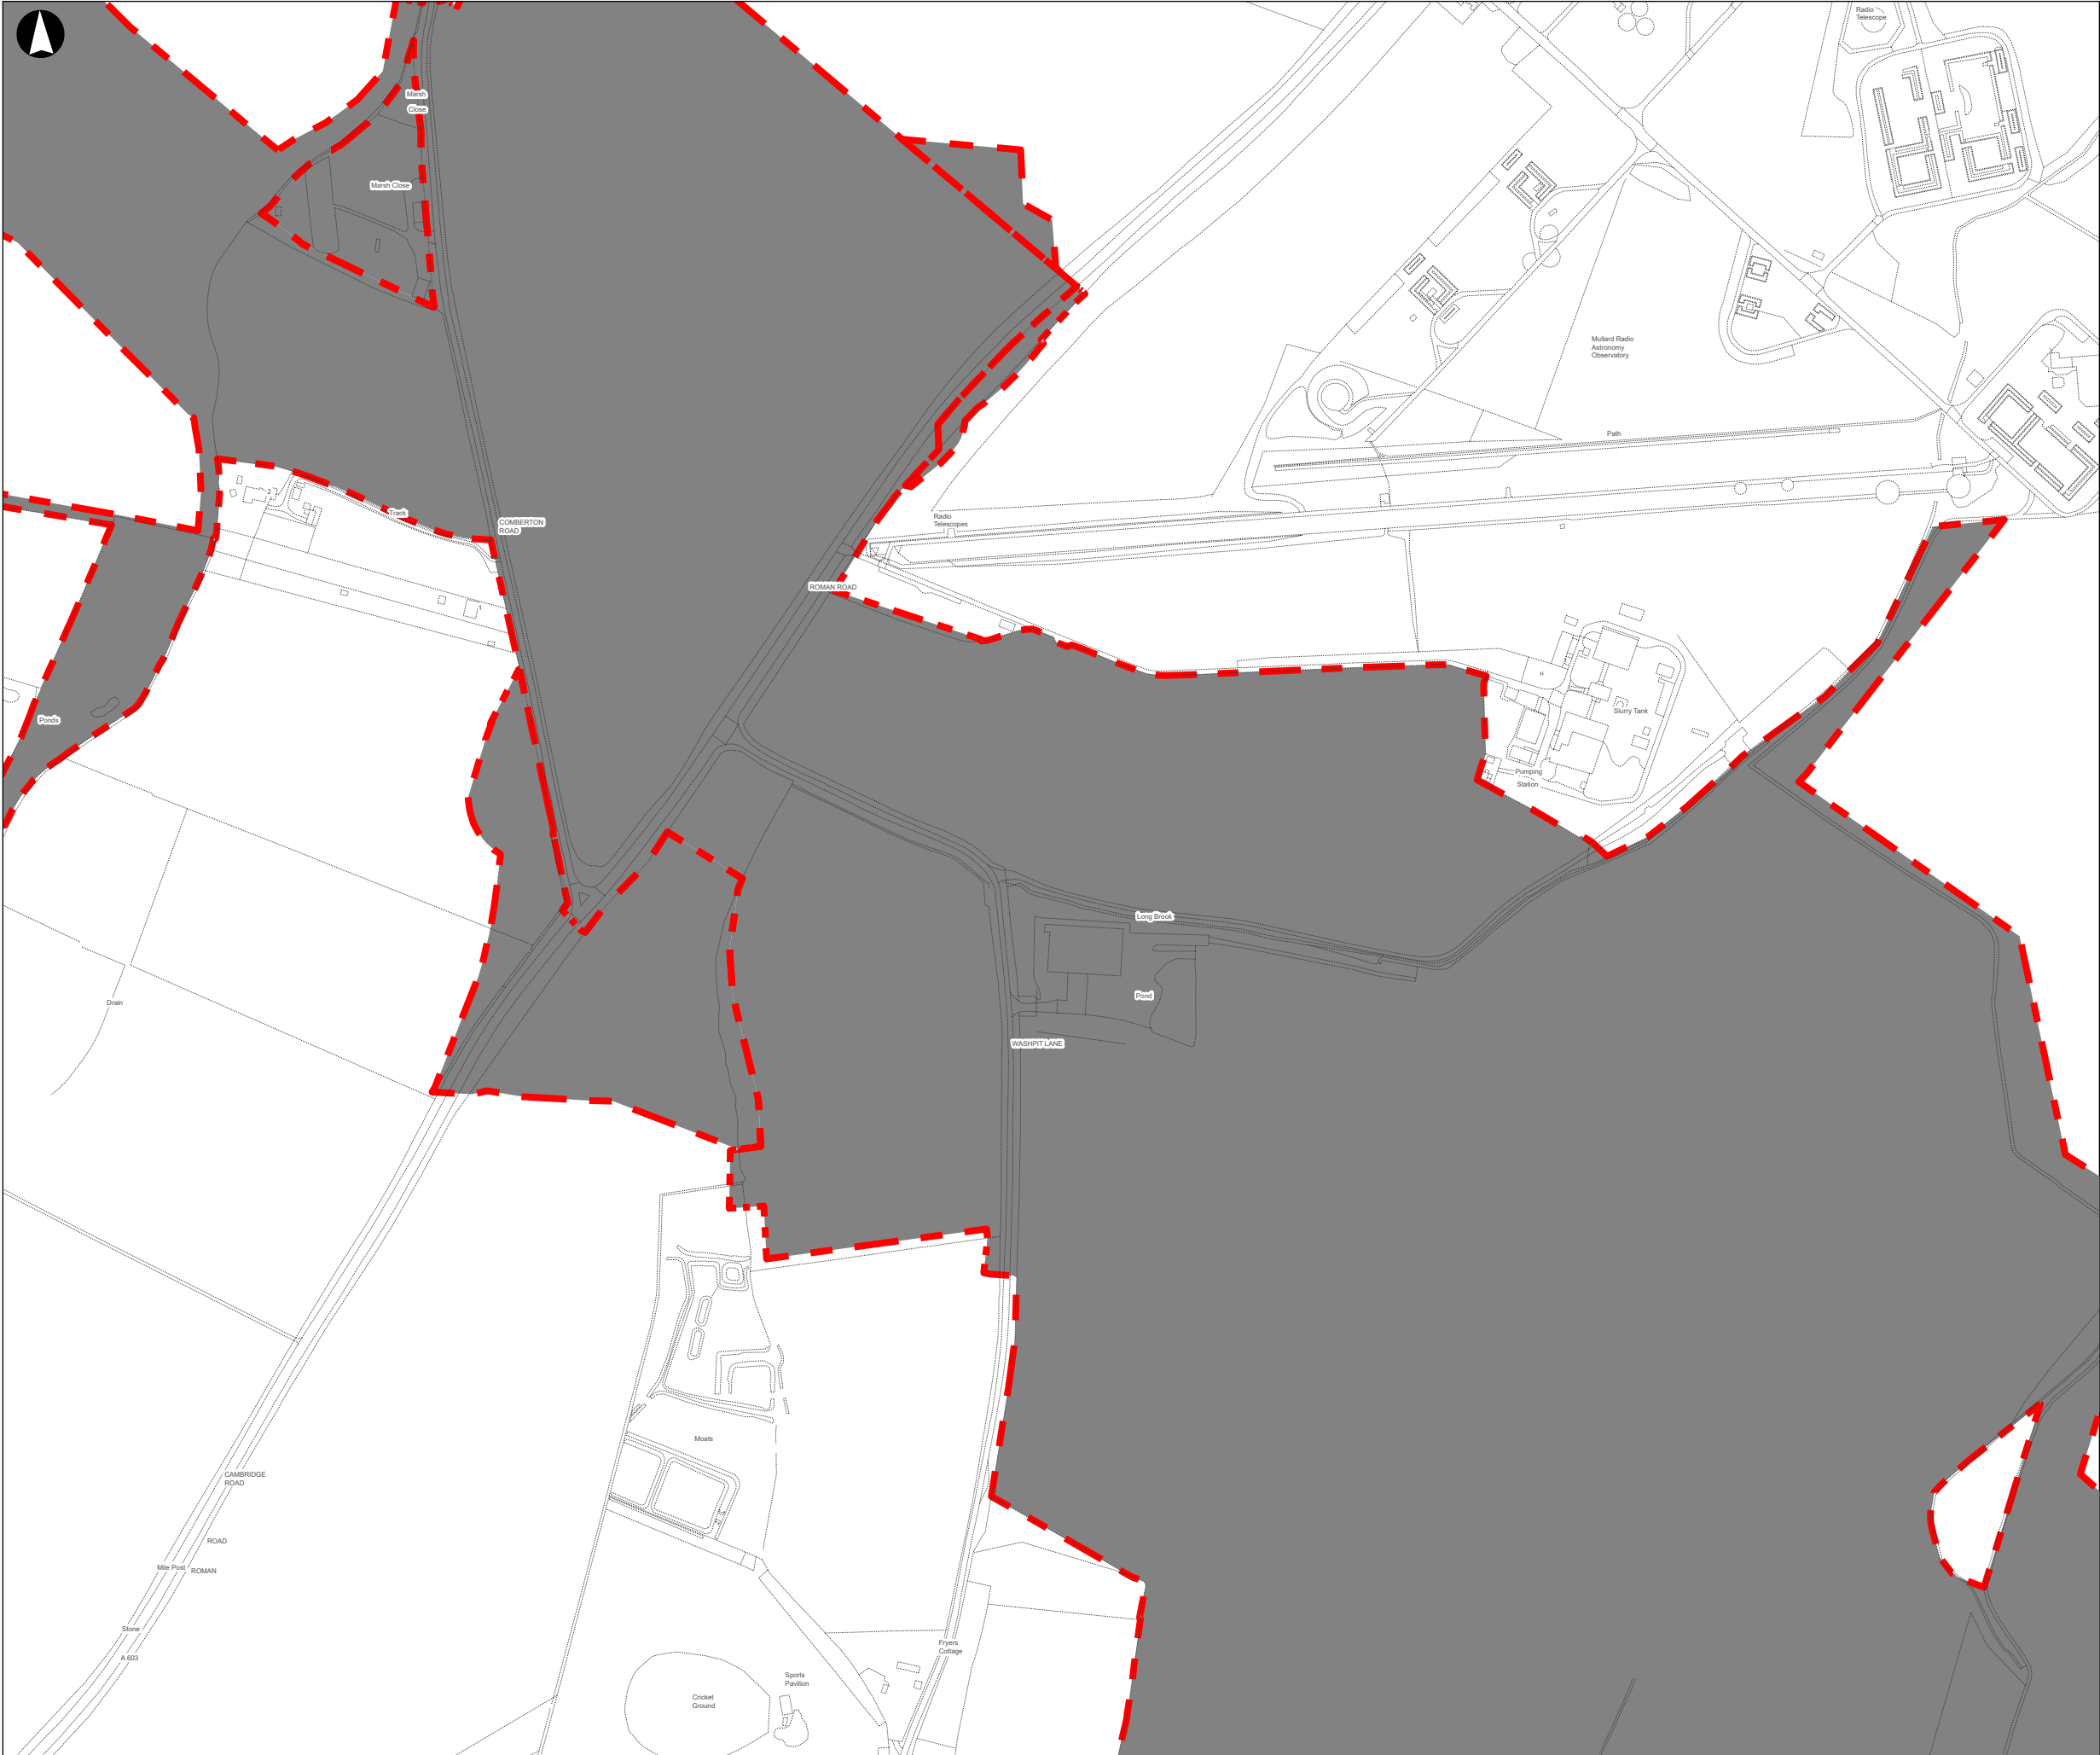 Radio
Telescope
Marsh
Close
Marsh Close
Mullard Radio
Astronomy
Observatory
Path
2
Track
COMBERTON
ROAD
Radio
Telescopes
ROMAN ROAD
1
Ponds
Slurry Tank
Pumping
Station
Long Brook
Pond
Drain
WASHPIT LANE
Moats
CAMBRIDGE
ROAD
ROAD
Mile Post
ROMAN
Stone
A 603
Fryers
Cottage
Sports
Pavilion
Cricket
Ground